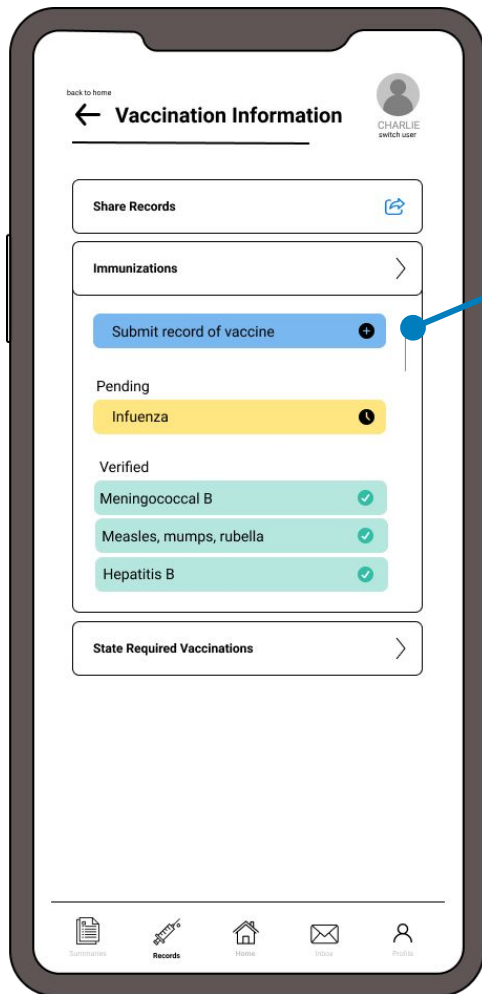 back to home
Vaccination Information
CHARLIE
switch user
Share Records
Immunizations
Submit record of vaccine
Pending
Infuenza
Verified
Meningococcal B
Measles, mumps, rubella
Hepatitis B
State Required Vaccinations
Summaries Records Home Inbox Profile